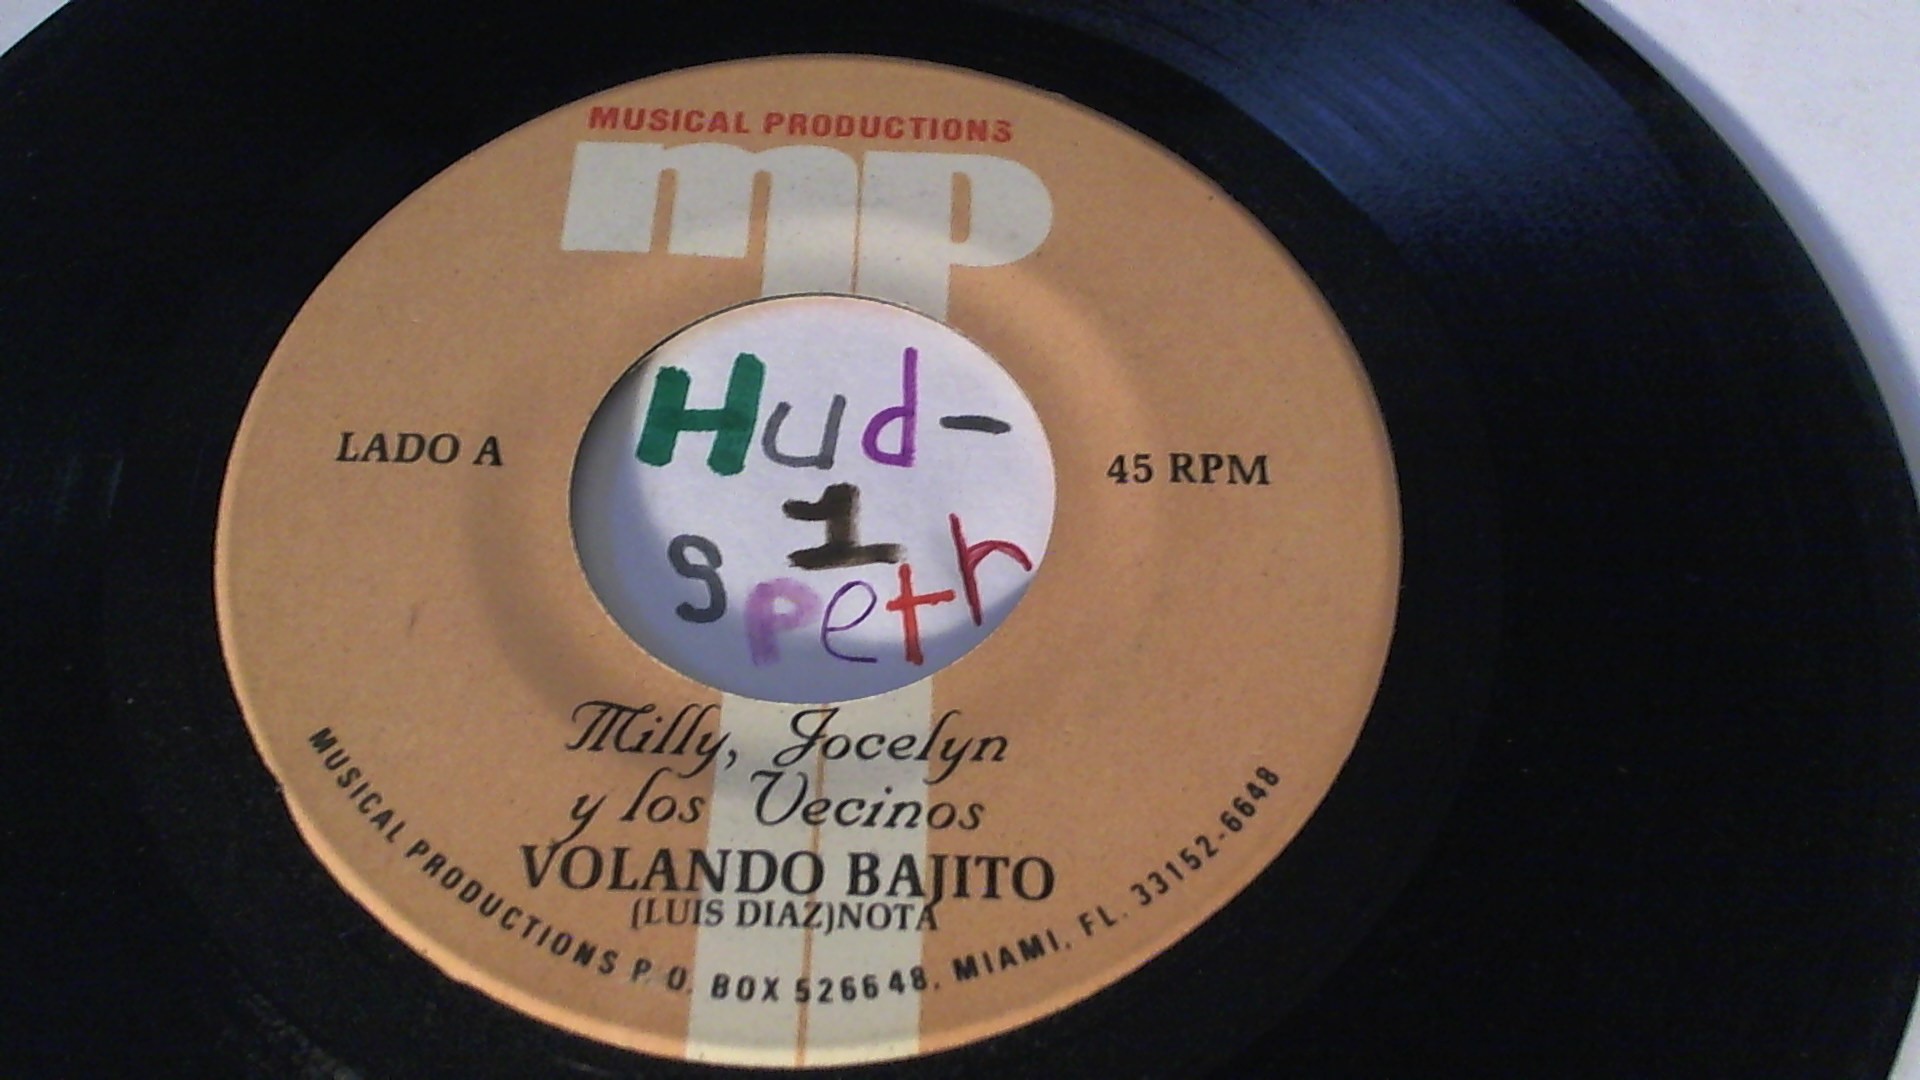 MUSICAL PRODUCTIONS
mp
Hud-
1
spetr
LADO A
45 RPM
Milly, Jocelyn
y los Vecinos
VOLANDO BAJITO
(LUIS DIAZ)NOTA
MUSICAL PRODUCTIONS P. O. BOX 526648, MIAMI, FL. 33152-6648